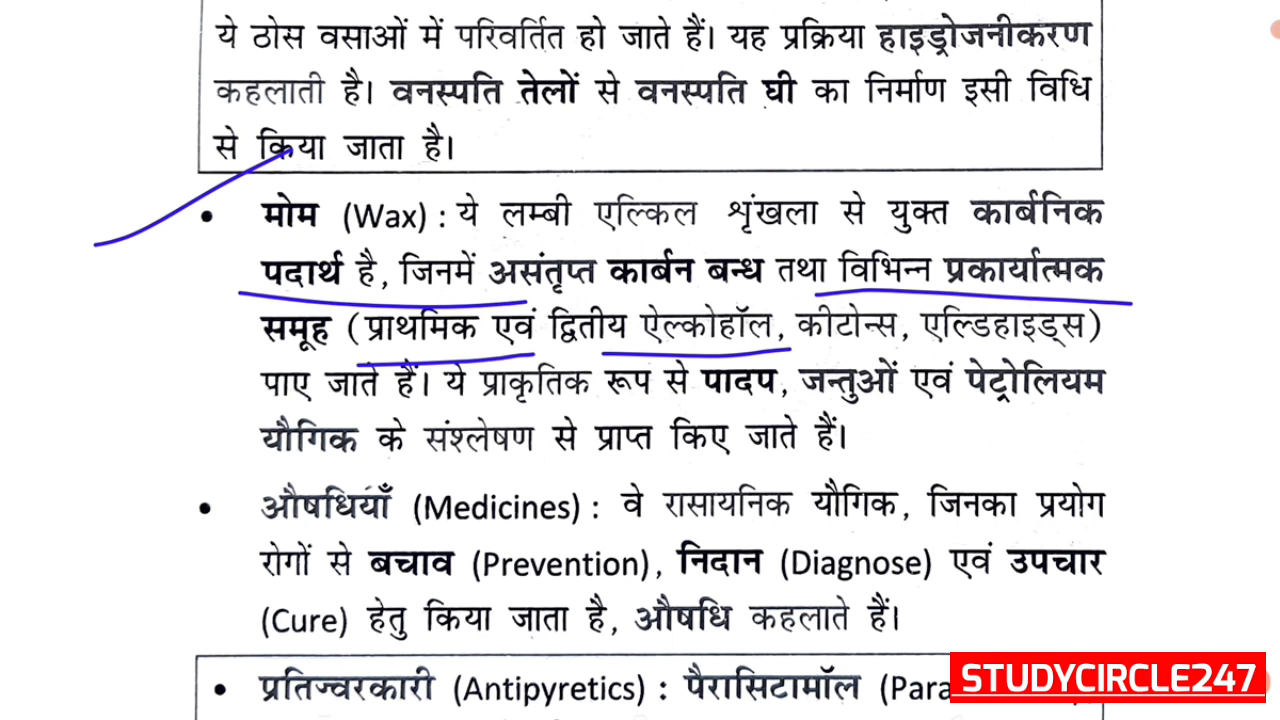 ये ठोस वसाओं में परिवर्तित हो जाते हैं। यह प्रक्रिया हाइड्रोजनीकरण
कहलाती है। वनस्पति तेलों से वनस्पति घी का निर्माण इसी विधि
से किया जाता है।
• मोम (Wax) : ये लम्बी एल्किल शृंखला से युक्त कार्बनिक
पदार्थ है, जिनमें असंतृप्त कार्बन बन्ध तथा विभिन्न प्रकार्यात्मक
समूह (प्राथमिक एवं द्वितीय ऐल्कोहॉल, कीटोन्स, एल्डिहाइड्स)
पाए जाते हैं। ये प्राकृतिक रूप से पादप, जन्तुओं एवं पेट्रोलियम
यौगिक के संश्लेषण से प्राप्त किए जाते हैं।
• औषधियाँ (Medicines) : वे रासायनिक यौगिक, जिनका प्रयोग
रोगों से बचाव (Prevention), निदान (Diagnose) एवं उपचार
(Cure) हेतु किया जाता है, औषधि कहलाते हैं।
• प्रतिज्वरकारी (Antipyretics) : पैरासिटामॉल (Para
STUDYCIRCLE247